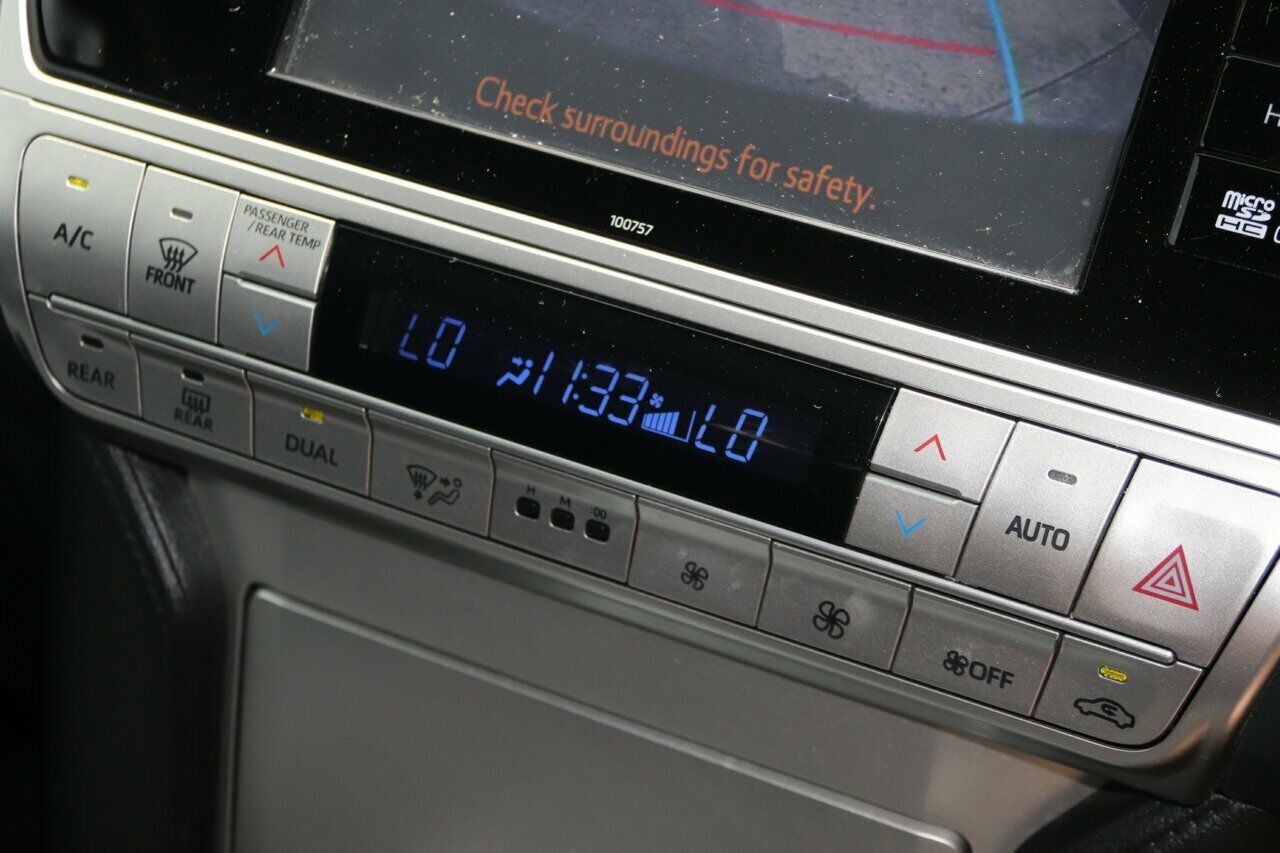 Check surroundings for safety.
100757
H
micro
SD
HC
A/C
FRONT
PASSENGER
/REAR TEMP
REAR
REAR
DUAL
LO 11:33 LO
H M :00
AUTO
OFF